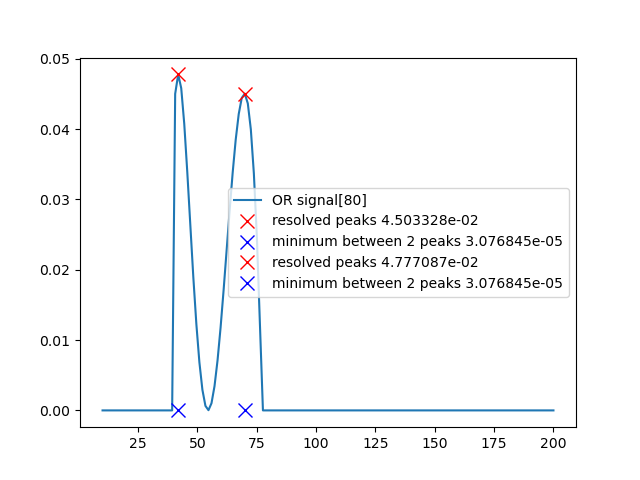 0.05
0.04
0.03
0.02
0.01
0.00
OR signal[80]
resolved peaks 4.503328e-02
minimum between 2 peaks 3.076845e-05
resolved peaks 4.777087e-02
minimum between 2 peaks 3.076845e-05
25 50 75 100 125 150 175 200